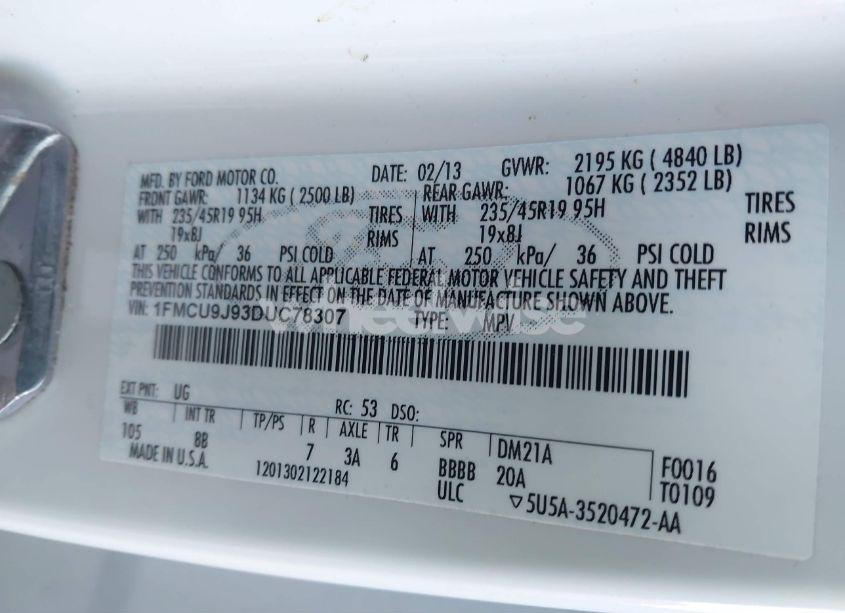 MFD. BY FORD MOTOR CO. DATE: 02/13 GVWR: 2195 KG ( 4840 LB)
FRONT GAWR: 1134 KG ( 2500 LB) REAR GAWR: 1067 KG ( 2352 LB)
WITH 235/45R19 95H TIRES WITH 235/45R19 95H TIRES
19x8J RIMS 19x8J RIMS
AT 250 kPa/ 36 PSI COLD AT 250 kPa/ 36 PSI COLD
THIS VEHICLE CONFORMS TO ALL APPLICABLE FEDERAL MOTOR VEHICLE SAFETY AND THEFT
PREVENTION STANDARDS IN EFFECT ON THE DATE OF MANUFACTURE SHOWN ABOVE.
VIN: 1FMCU9J93DUC78307 TYPE: MPV
wheelwise
EXT PNT: UG RC: 53 DSO:
WB INT TR TP/PS R AXLE TR SPR DM21A F0016
105 8B 7 3A 6 BBBB 20A T0109
MADE IN U.S.A. 1201302122184 ULC 5U5A-3520472-AA